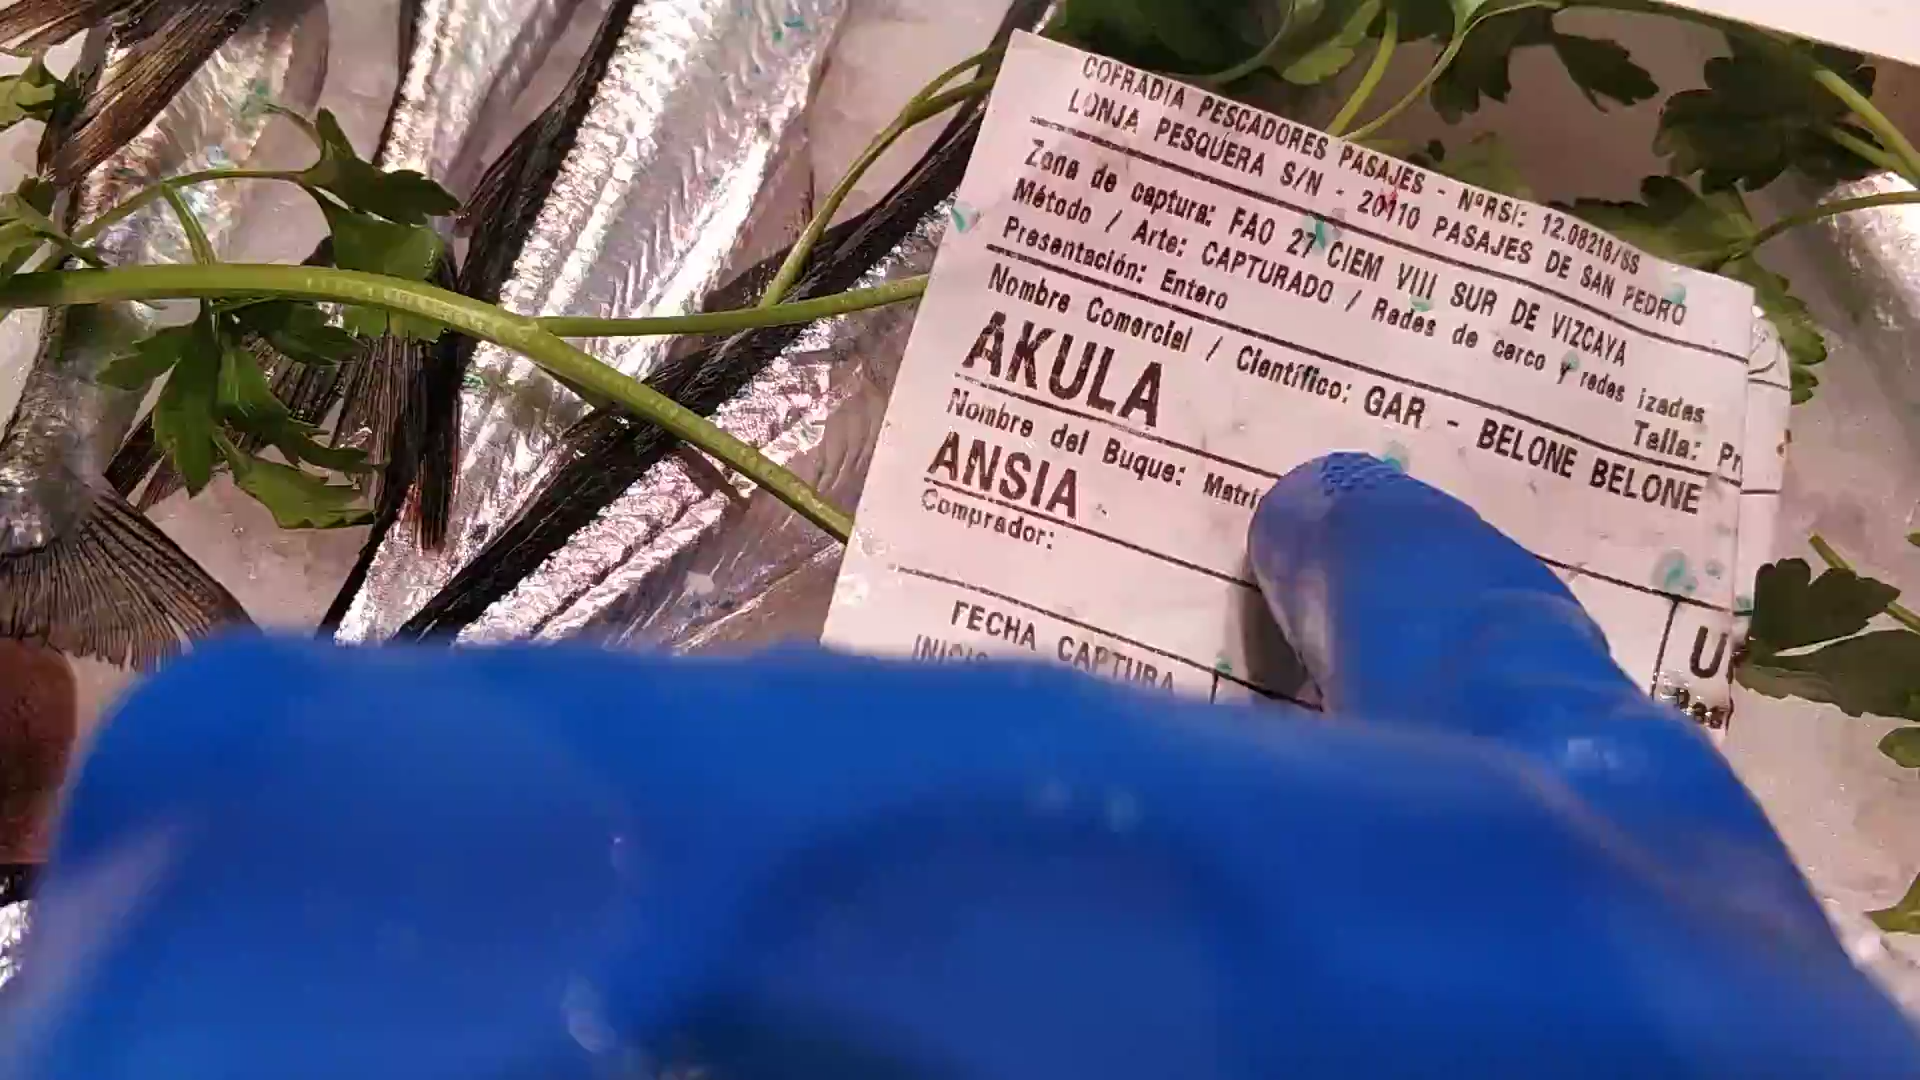 COFRADIA PESCADORES PASAJES - NºRSI: 12.08218/SS
LONJA PESQUERA S/N - 20110 PASAJES DE SAN PEDRO
Zona de captura: FAO 27 CIEM VIII SUR DE VIZCAYA
Método / Arte: CAPTURADO / Redes de cerco y redes izadas
Presentación: Entero Talla:
Nombre Comercial / Científico: GAR - BELONE BELONE
AKULA
Nombre del Buque:
ANSIA
Comprador:
FECHA CAPTURA